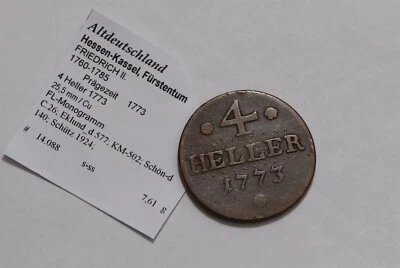 Altdeutschland
Hessen-Kassel, Fürstentum
FRIEDRICH II.
1760-1785
Prägezeit 1773
4 Heller 1773
25,5 mm / Cu
FL-Monogramm
C.26; Eklund, d 577; KM-502; Schön-d
140; Schütz 1924;
# 14.088
s-ss
7,61 g
4
HELLER
1773